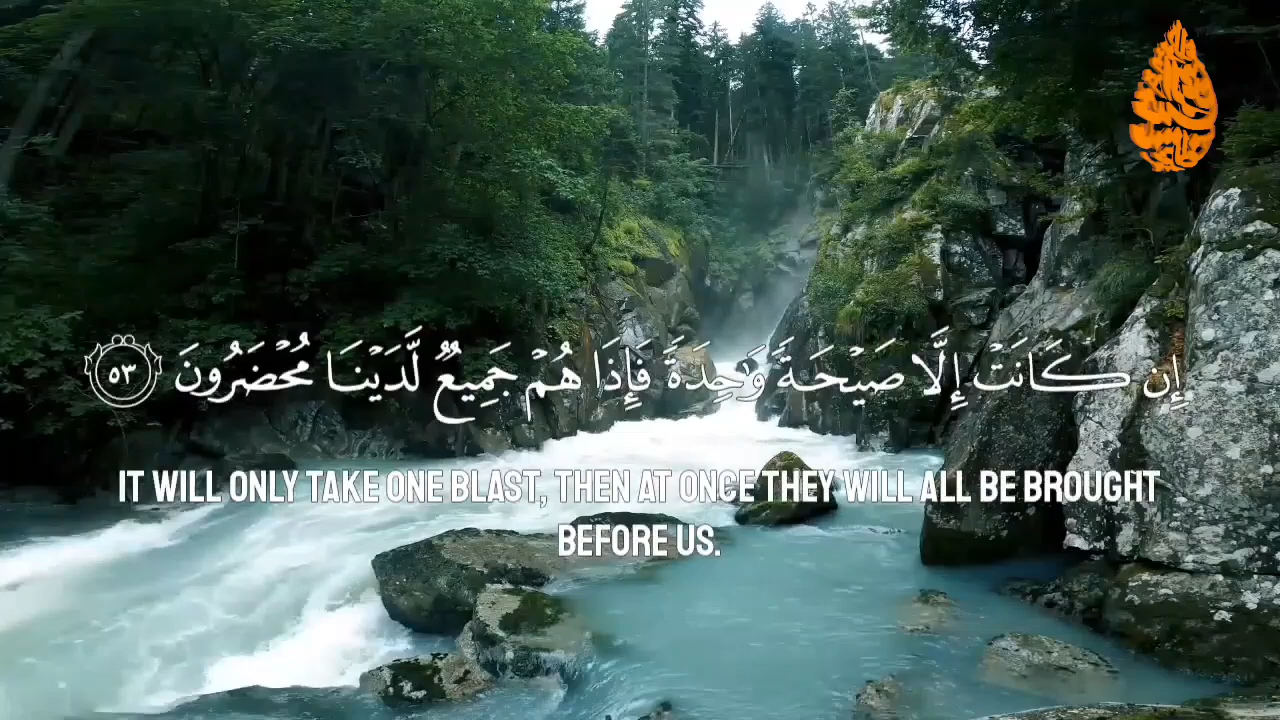 إِن كَانَتْ إِلَّا صَيْحَةً وَٰحِدَةً فَإِذَا هُمْ جَمِيعٌ لَّدَيْنَا مُحْضَرُونَ ٥٣
IT WILL ONLY TAKE ONE BLAST, THEN AT ONCE THEY WILL ALL BE BROUGHT
BEFORE US.